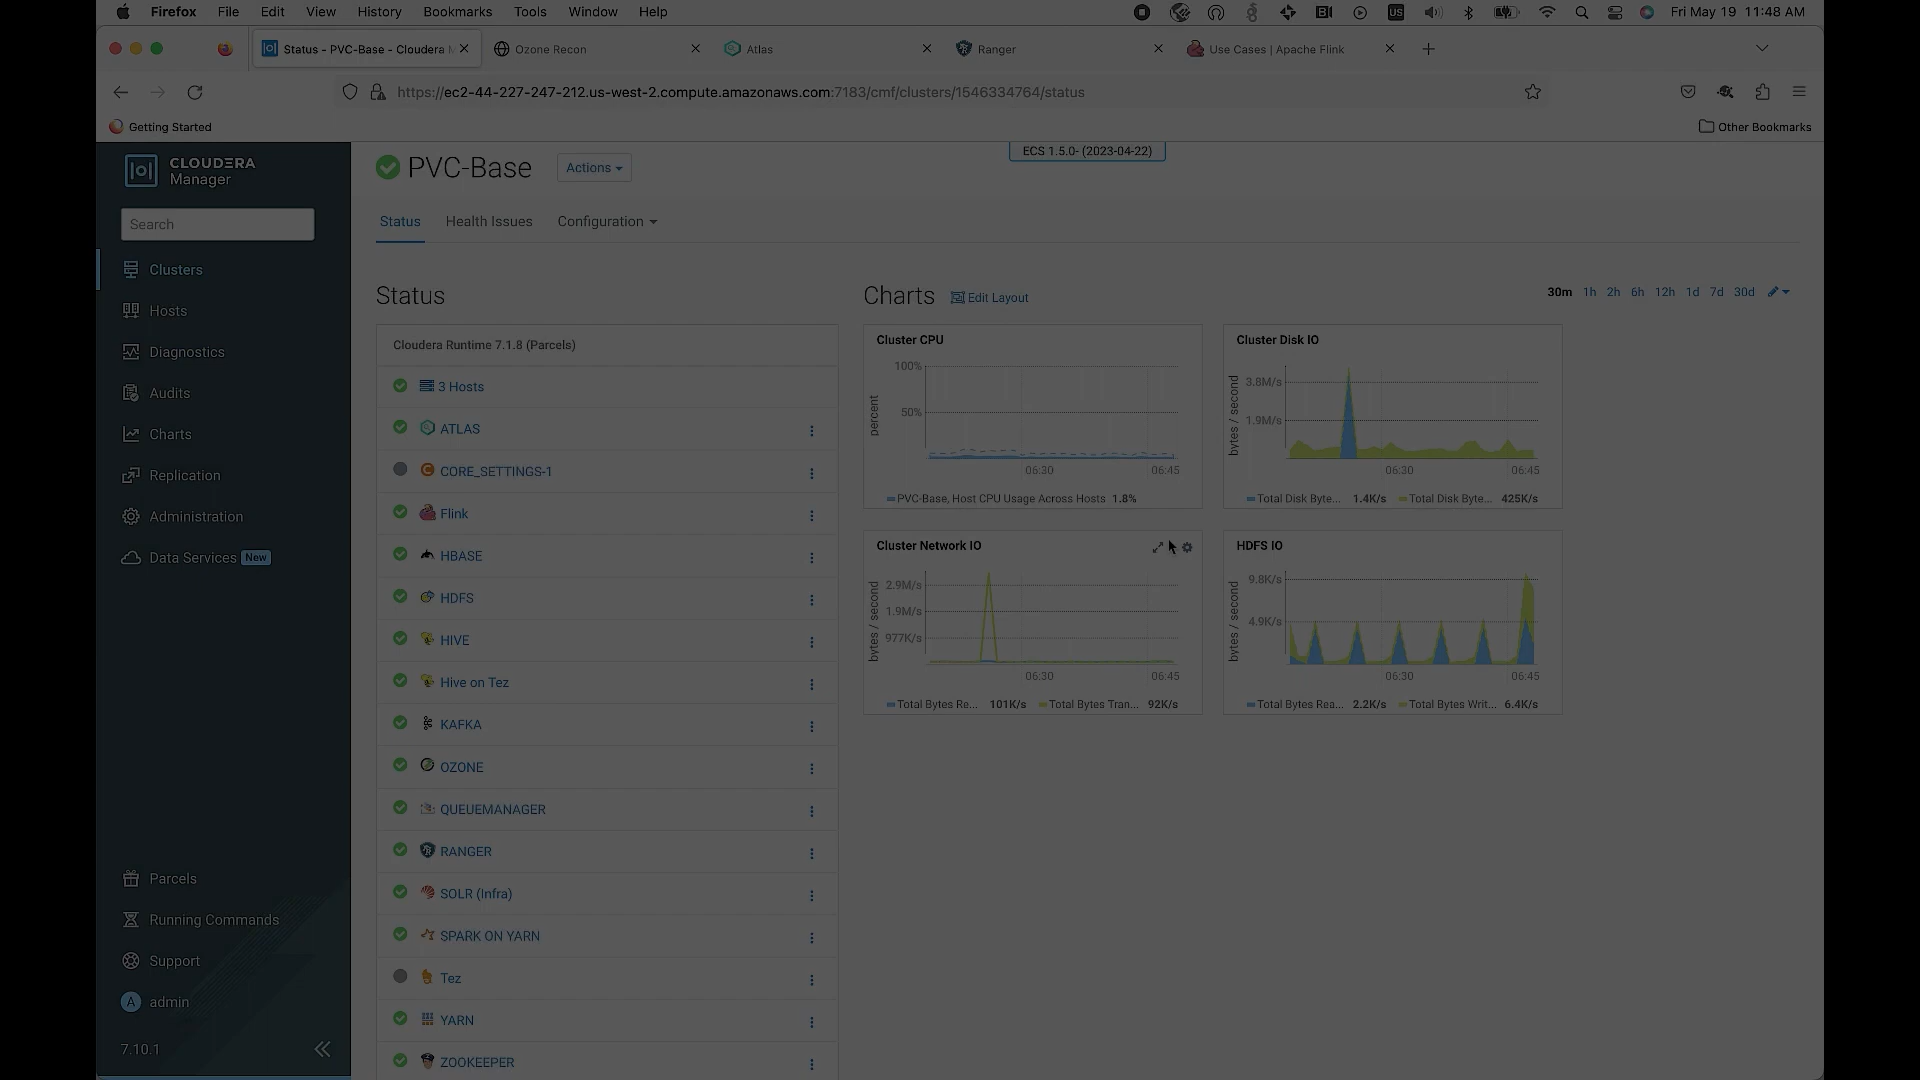 Firefox File Edit View History Bookmarks Tools Window Help
US
Fri May 19 11:48 AM
Status - PVC-Base - Cloudera M
Ozone Recon
Atlas
Ranger
Use Cases | Apache Flink
https://ec2-44-227-247-212.us-west-2.compute.amazonaws.com:7183/cmf/clusters/1546334764/status
Getting Started
Other Bookmarks
CLOUDERA
Manager
Search
Clusters
Hosts
Diagnostics
Audits
Charts
Replication
Administration
Data Services New
Parcels
Running Commands
Support
A admin
7.10.1
PVC-Base
Actions
ECS 1.5.0- (2023-04-22)
Status Health Issues Configuration
Status
Cloudera Runtime 7.1.8 (Parcels)
3 Hosts
ATLAS
CORE_SETTINGS-1
Flink
HBASE
HDFS
HIVE
Hive on Tez
KAFKA
OZONE
QUEUEMANAGER
RANGER
SOLR (Infra)
SPARK ON YARN
Tez
YARN
ZOOKEEPER
Charts Edit Layout
30m 1h 2h 6h 12h 1d 7d 30d
Cluster CPU
percent
100%
50%
06:30 06:45
PVC-Base, Host CPU Usage Across Hosts 1.8%
Cluster Disk IO
bytes / second
3.8M/s
1.9M/s
06:30 06:45
Total Disk Byte... 1.4K/s Total Disk Byte... 425K/s
Cluster Network IO
bytes / second
2.9M/s
1.9M/s
977K/s
06:30 06:45
Total Bytes Re... 101K/s Total Bytes Tran... 92K/s
HDFS IO
bytes / second
9.8K/s
4.9K/s
06:30 06:45
Total Bytes Rea... 2.2K/s Total Bytes Writ... 6.4K/s